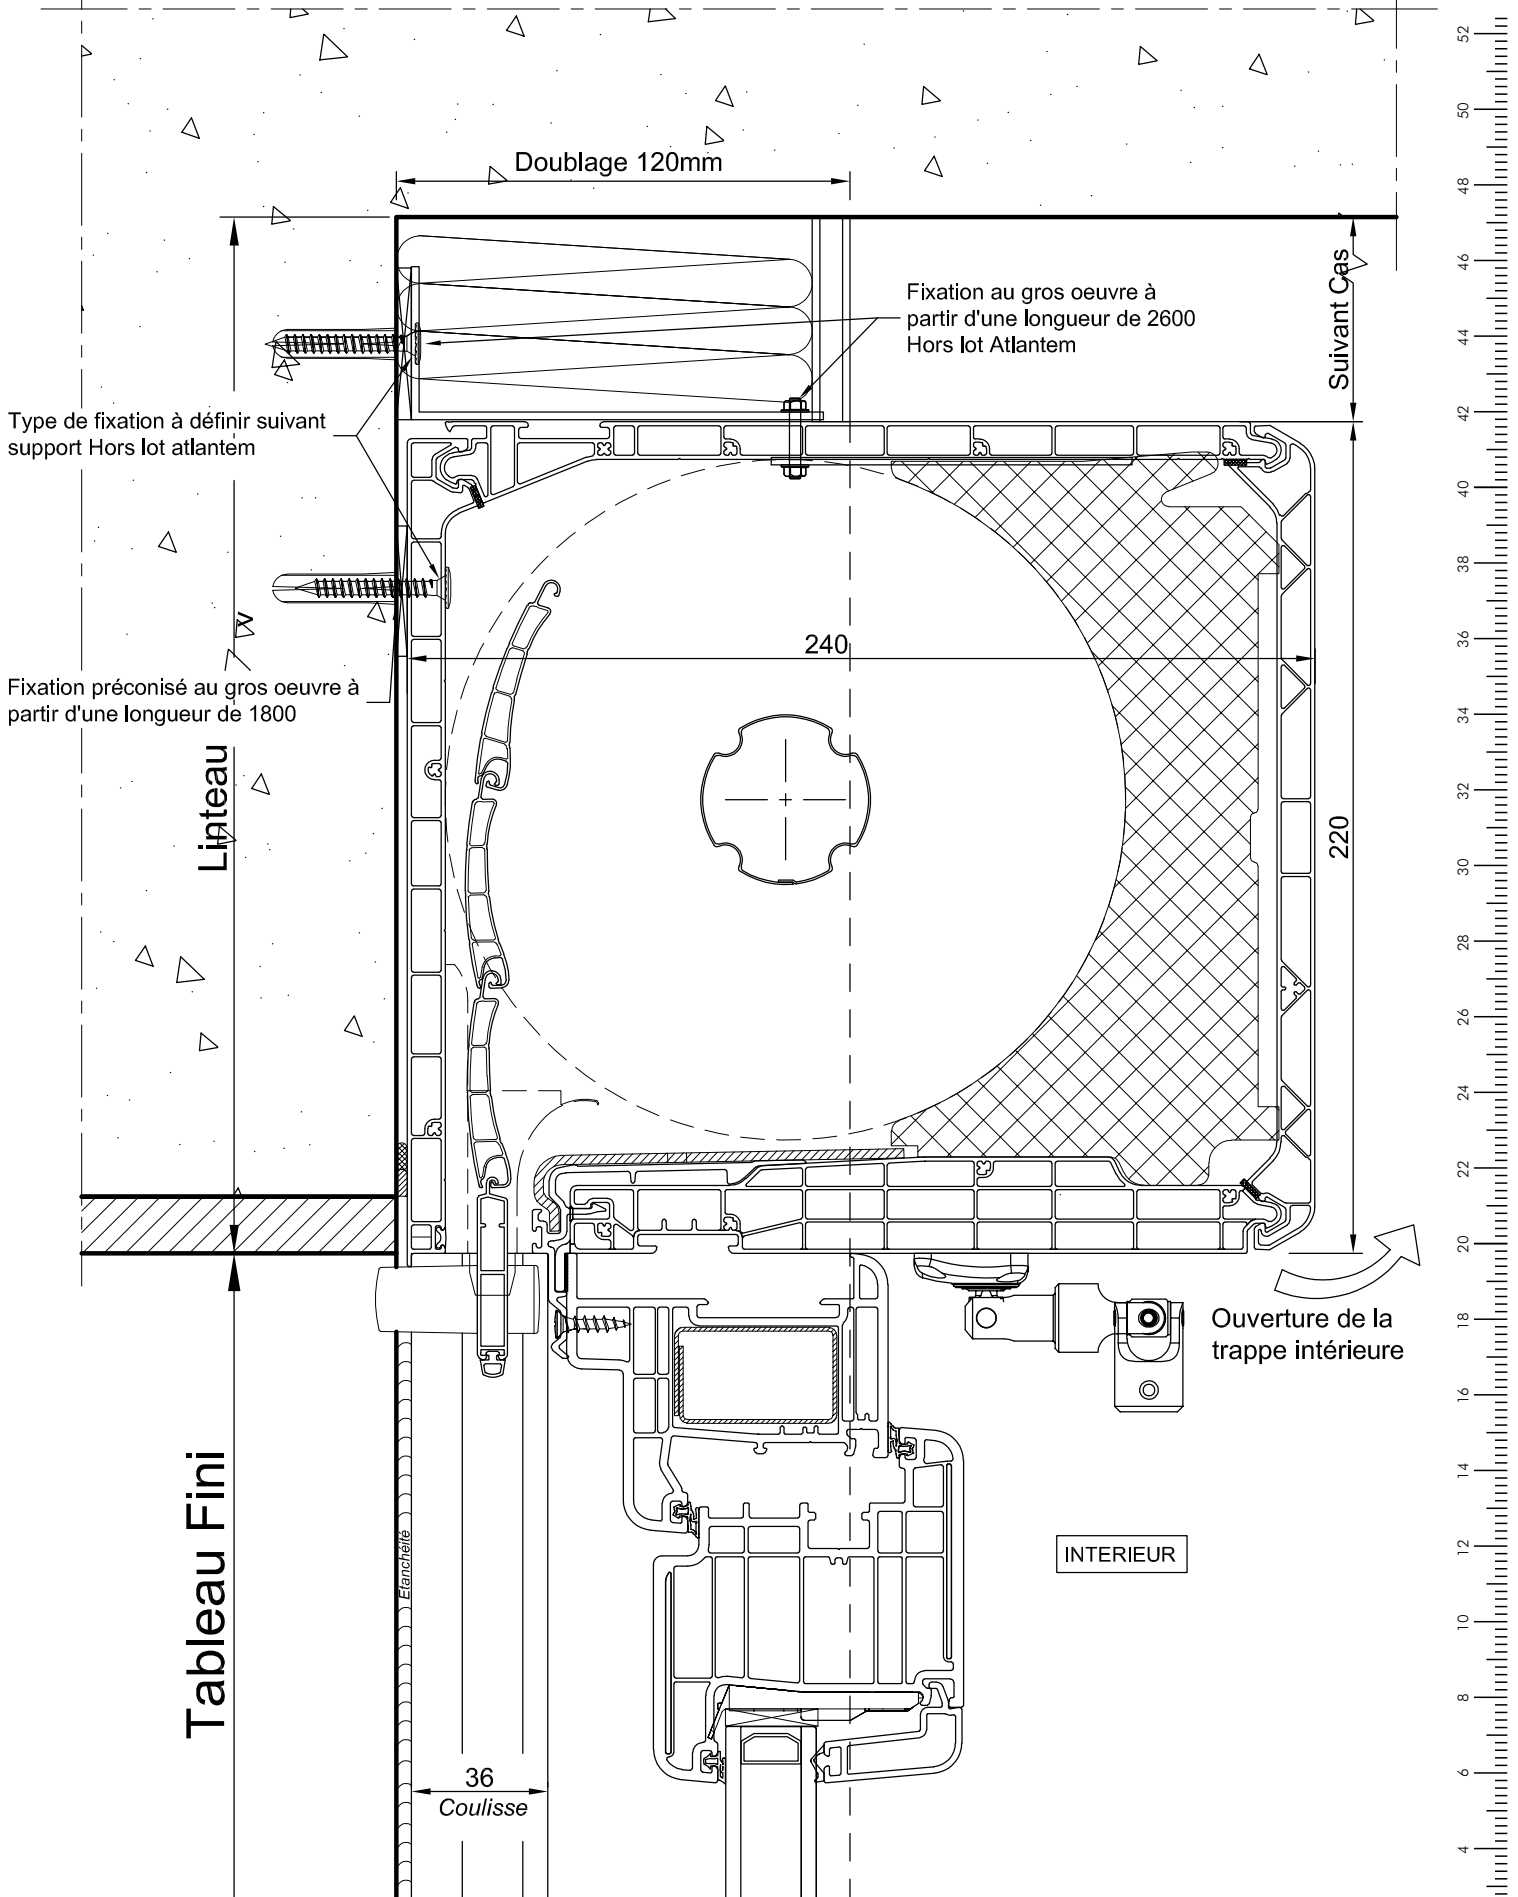 Doublage 120mm
Fixation au gros oeuvre à
partir d'une longueur de 2600
Hors lot Atlantem
Suivant Cas
Type de fixation à définir suivant
support Hors lot atlantem
240
Fixation préconisé au gros oeuvre à
partir d'une longueur de 1800
Linteau
220
Ouverture de la
trappe intérieure
Tableau Fini
Etanchéité
INTERIEUR
36
Coulisse
52
50
48
46
44
42
40
38
36
34
32
30
28
26
24
22
20
18
16
14
12
10
8
6
4